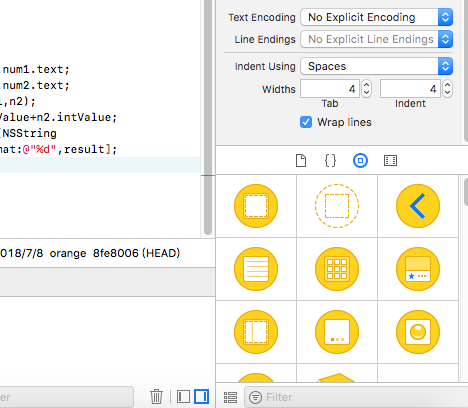 .num1.text;
.num2.text;
,n2);
Value+n2.intValue;
[NSString
mat:@"%d",result];
018/7/8 orange 8fe8006 (HEAD)
er
Text Encoding No Explicit Encoding
Line Endings No Explicit Line Endings
Indent Using Spaces
Widths 4 4
Tab Indent
Wrap lines
{ }
Filter